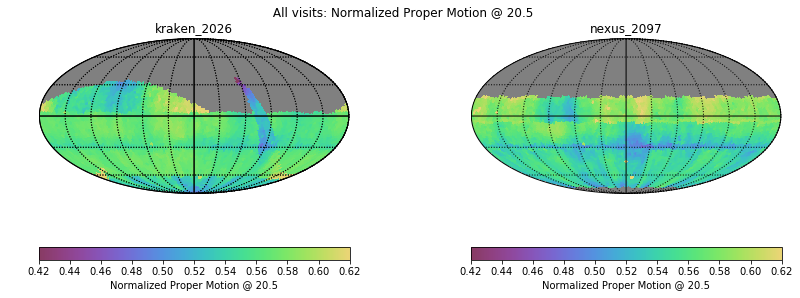 All visits: Normalized Proper Motion @ 20.5
kraken_2026
nexus_2097
0.42 0.44 0.46 0.48 0.50 0.52 0.54 0.56 0.58 0.60 0.62
Normalized Proper Motion @ 20.5
0.42 0.44 0.46 0.48 0.50 0.52 0.54 0.56 0.58 0.60 0.62
Normalized Proper Motion @ 20.5